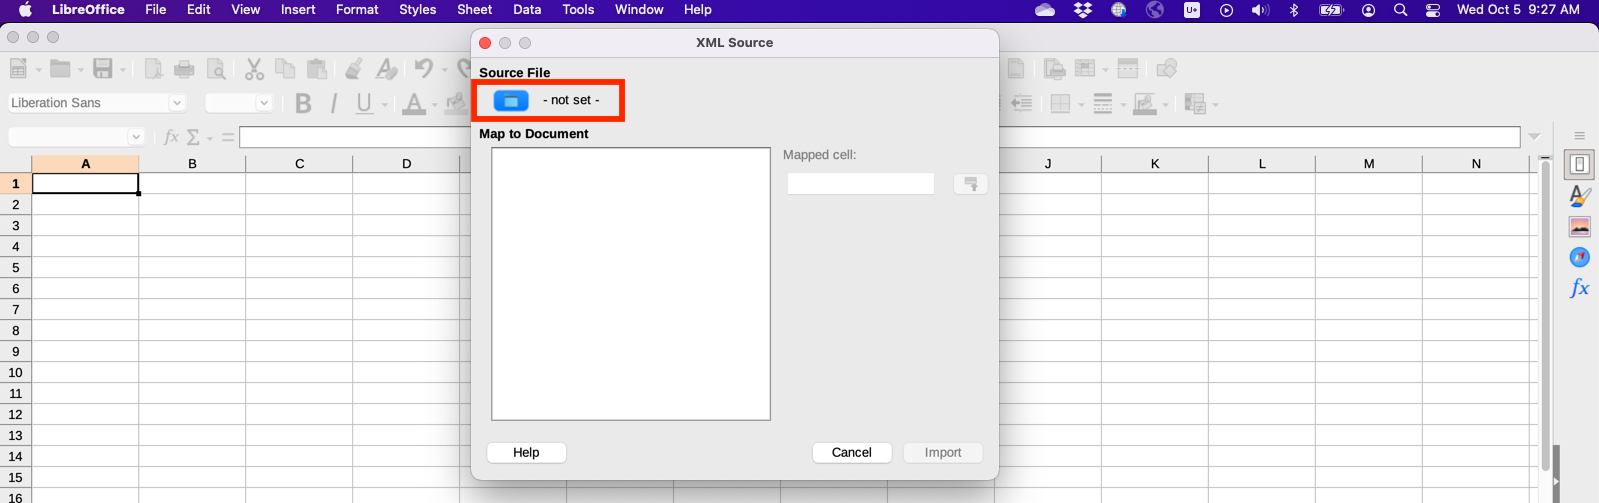 LibreOffice File Edit View Insert Format Styles Sheet Data Tools Window Help U+ Wed Oct 5 9:27 AM
XML Source
Source File
- not set -
Liberation Sans B I U A
fx Σ =
Map to Document
Mapped cell:
A B C D J K L M N
1
2
3
4
5
6
7
8
9
10
11
12
13
14
15
16
fx
Help Cancel Import